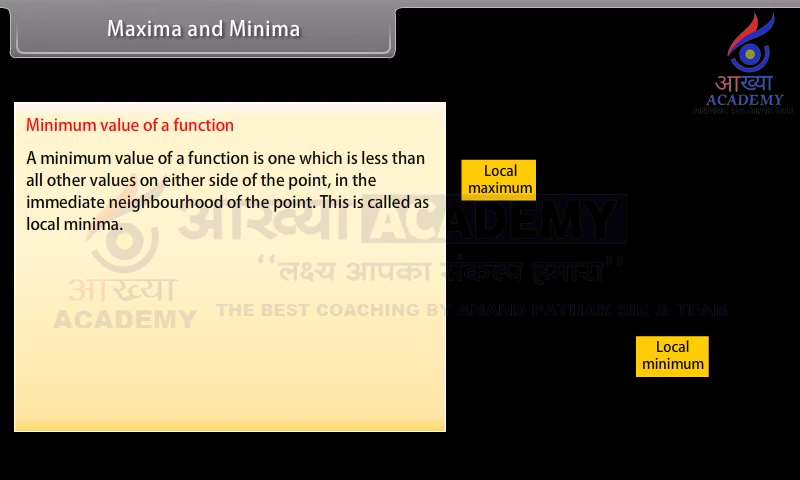 Maxima and Minima
आख्या
ACADEMY
Minimum value of a function
A minimum value of a function is one which is less than
all other values on either side of the point, in the
immediate neighbourhood of the point. This is called as
local minima.
Local
maximum
आख्या ACADEMY
“लक्ष्य आपका संकल्प हमारा”
आख्या
ACADEMY
THE BEST COACHING BY ANAND PATHAK SIR & TEAM
Local
minimum